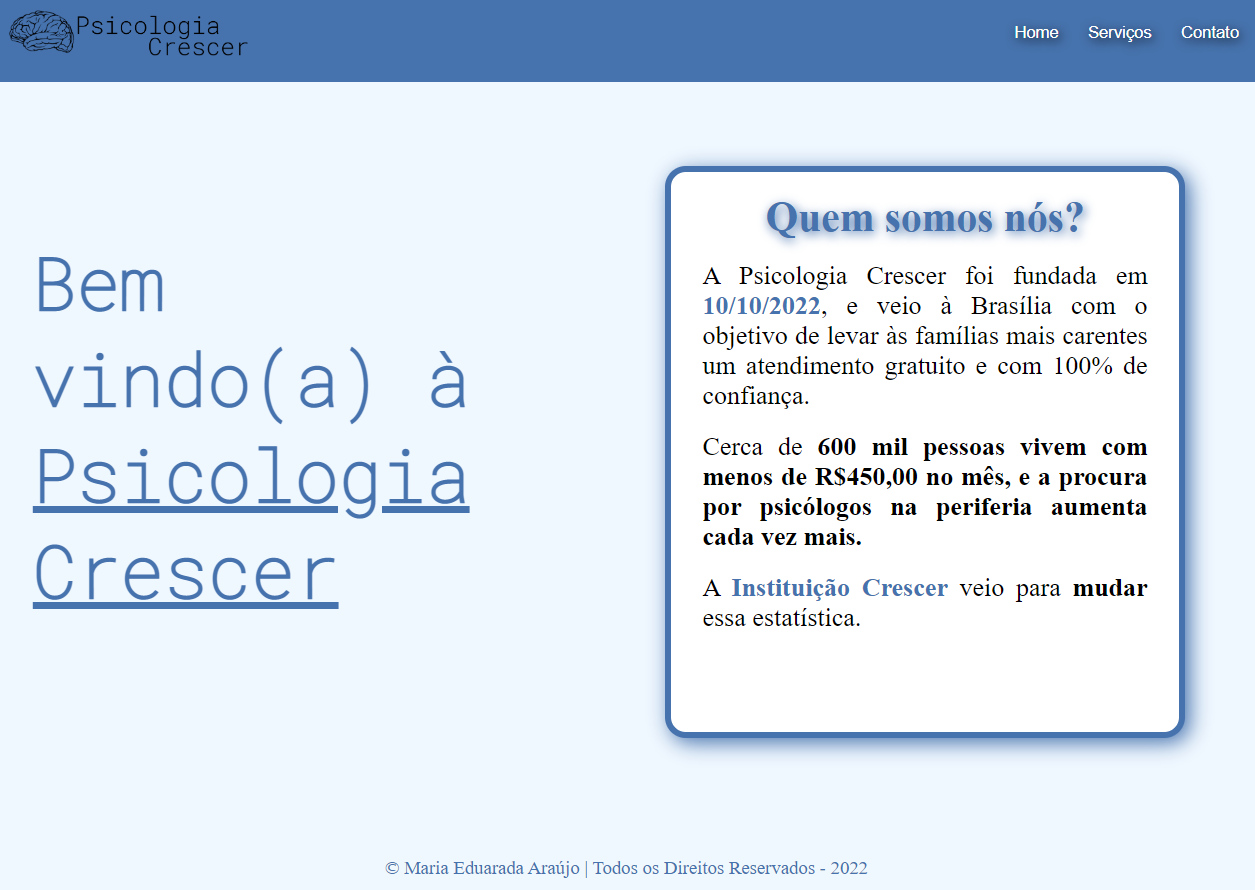 Psicologia
Crescer
Home Serviços Contato
Bem
vindo(a) à
Psicologia
Crescer
Quem somos nós?
A Psicologia Crescer foi fundada em
10/10/2022, e veio à Brasília com o
objetivo de levar às famílias mais carentes
um atendimento gratuito e com 100% de
confiança.
Cerca de 600 mil pessoas vivem com
menos de R$450,00 no mês, e a procura
por psicólogos na periferia aumenta
cada vez mais.
A Instituição Crescer veio para mudar
essa estatística.
© Maria Eduarada Araújo | Todos os Direitos Reservados - 2022